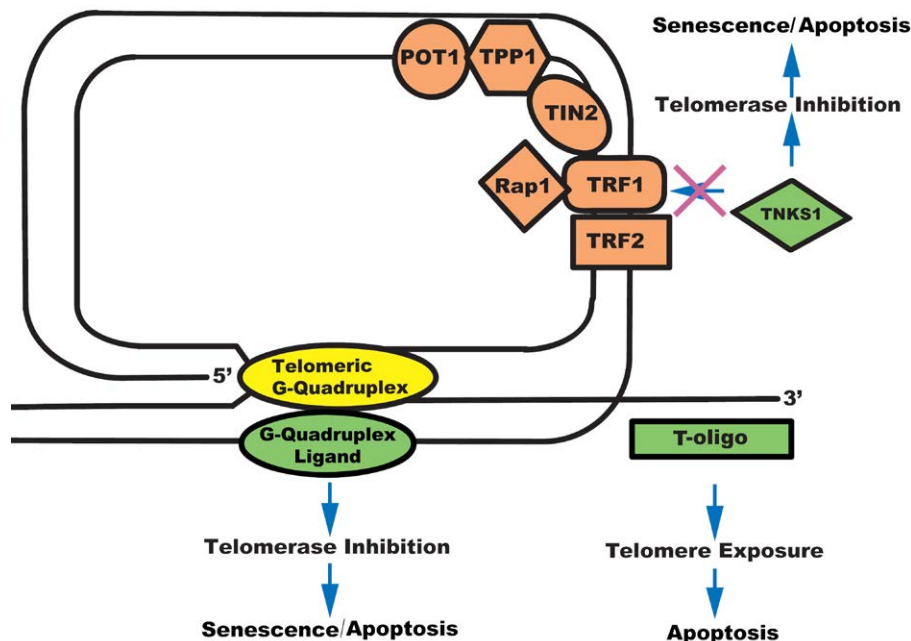 Senescence/Apoptosis
POT1
TPP1
Telomerase Inhibition
TIN2
Rap1
TRF1
TNKS1
TRF2
5’
Telomeric
G-Quadruplex
3’
G-Quadruplex
Ligand
T-oligo
Telomerase Inhibition
Telomere Exposure
Senescence/Apoptosis
Apoptosis